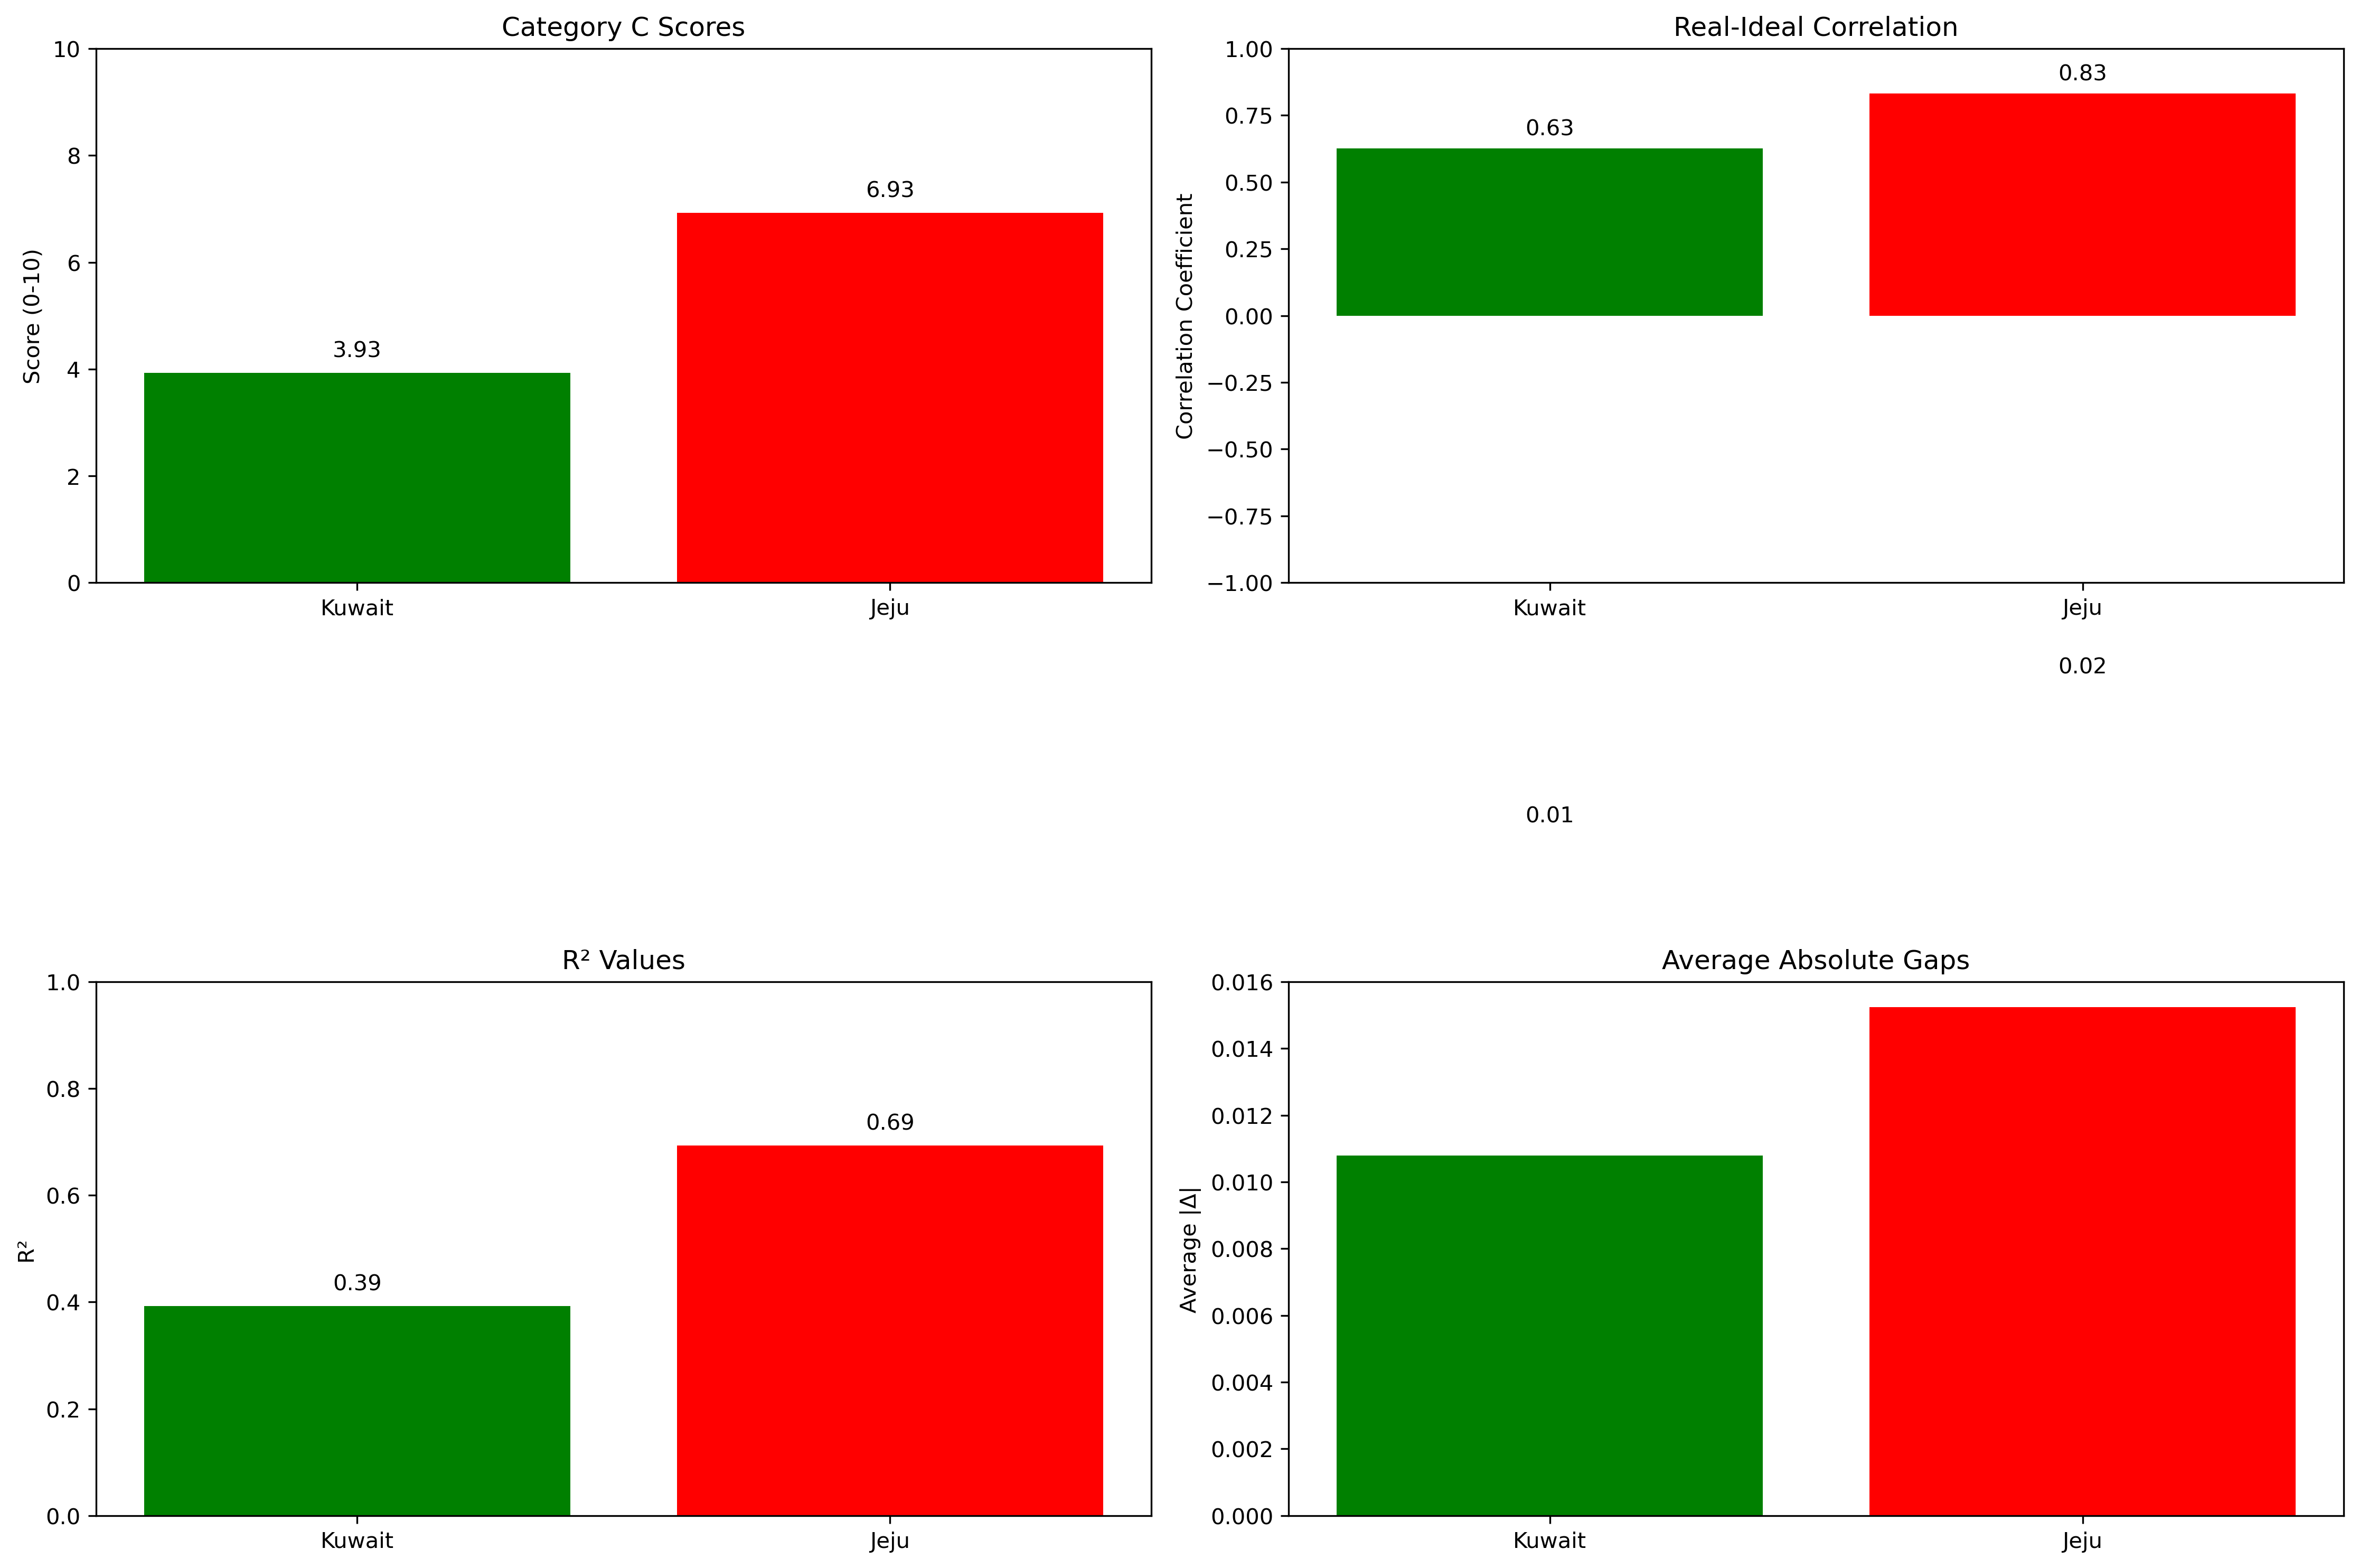 Category C Scores
Score (0-10)
10
8
6
4
2
0
3.93
6.93
Kuwait
Jeju
Real-Ideal Correlation
Correlation Coefficient
1.00
0.75
0.50
0.25
0.00
−0.25
−0.50
−0.75
−1.00
0.63
0.83
Kuwait
Jeju
R² Values
R²
1.0
0.8
0.6
0.4
0.2
0.0
0.39
0.69
Kuwait
Jeju
0.02
0.01
Average Absolute Gaps
Average |Δ|
0.016
0.014
0.012
0.010
0.008
0.006
0.004
0.002
0.000
Kuwait
Jeju